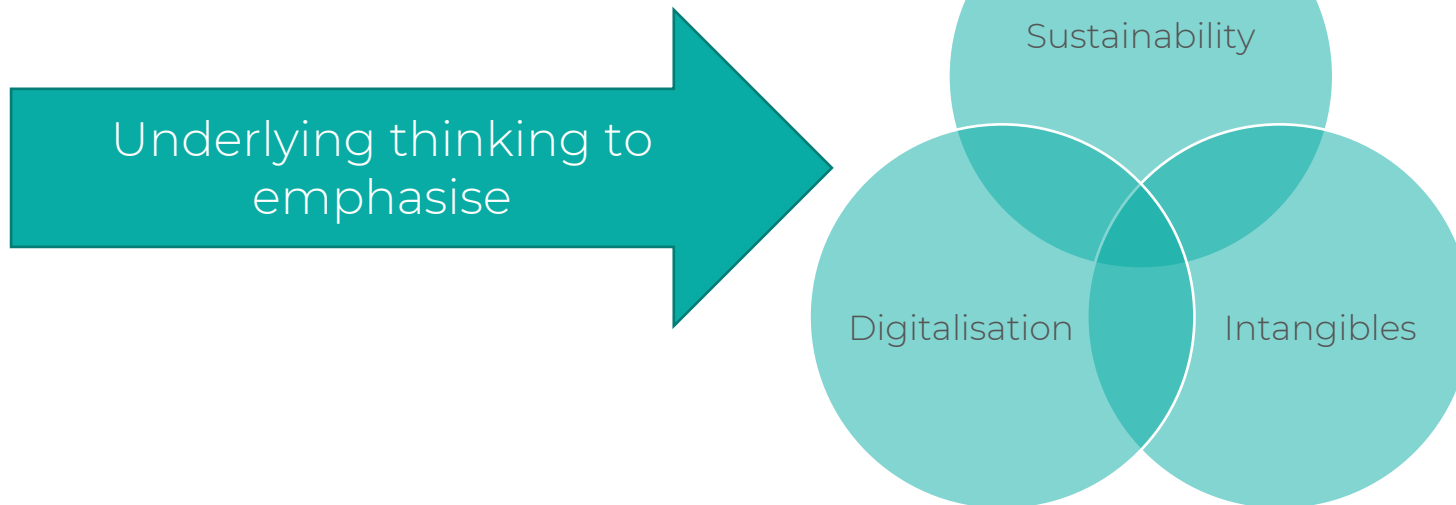 Sustainability
Underlying thinking to
emphasise
Digitalisation
Intangibles